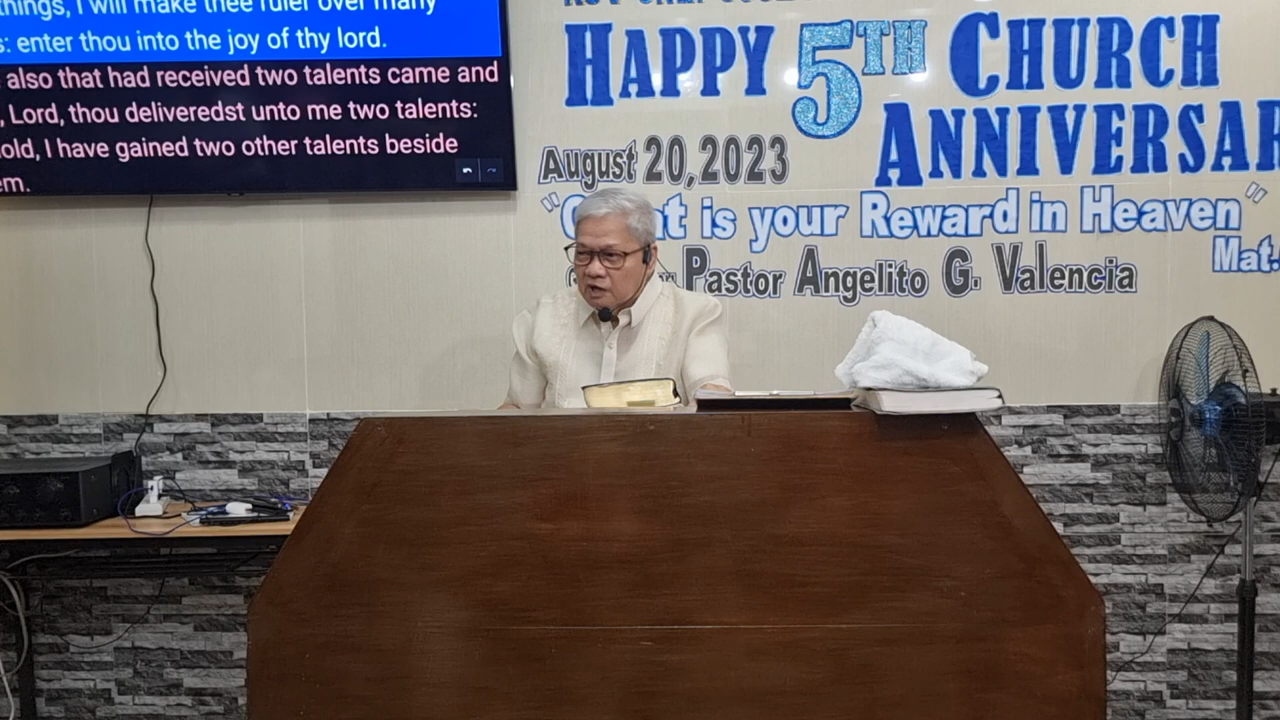 things, I will make thee ruler over many
s: enter thou into the joy of thy lord.
also that had received two talents came and
, Lord, thou deliveredst unto me two talents:
old, I have gained two other talents beside
em.
HAPPY 5TH CHURCH
ANNIVERSAR
August 20,2023
"G at is your Reward in Heaven"
Mat.
Pastor Angelito G. Valencia